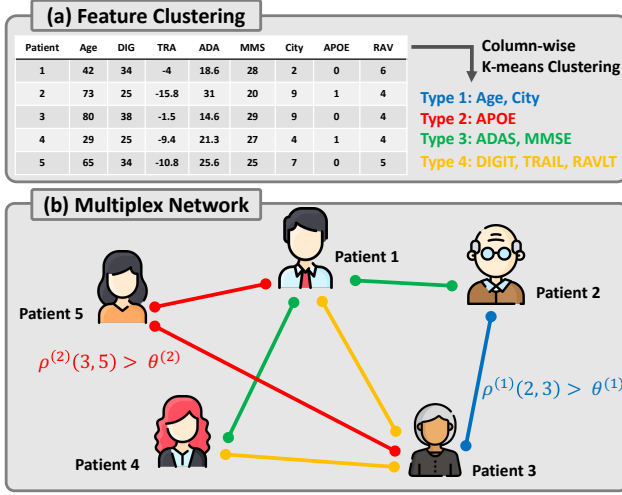 (a) Feature Clustering
Patient Age DIG TRA ADA MMS City APOE RAV
1 42 34 -4 18.6 28 2 0 6
2 73 25 -15.8 31 20 9 1 4
3 80 38 -1.5 14.6 29 9 0 4
4 29 25 -9.4 21.3 27 4 1 4
5 65 34 -10.8 25.6 25 7 0 5
Column-wise
K-means Clustering
Type 1: Age, City
Type 2: APOE
Type 3: ADAS, MMSE
Type 4: DIGIT, TRAIL, RAVLT
(b) Multiplex Network
Patient 1
Patient 2
Patient 5
ρ⁽²⁾(3,5) > θ⁽²⁾
ρ⁽¹⁾(2,3) > θ⁽¹⁾
Patient 4
Patient 3